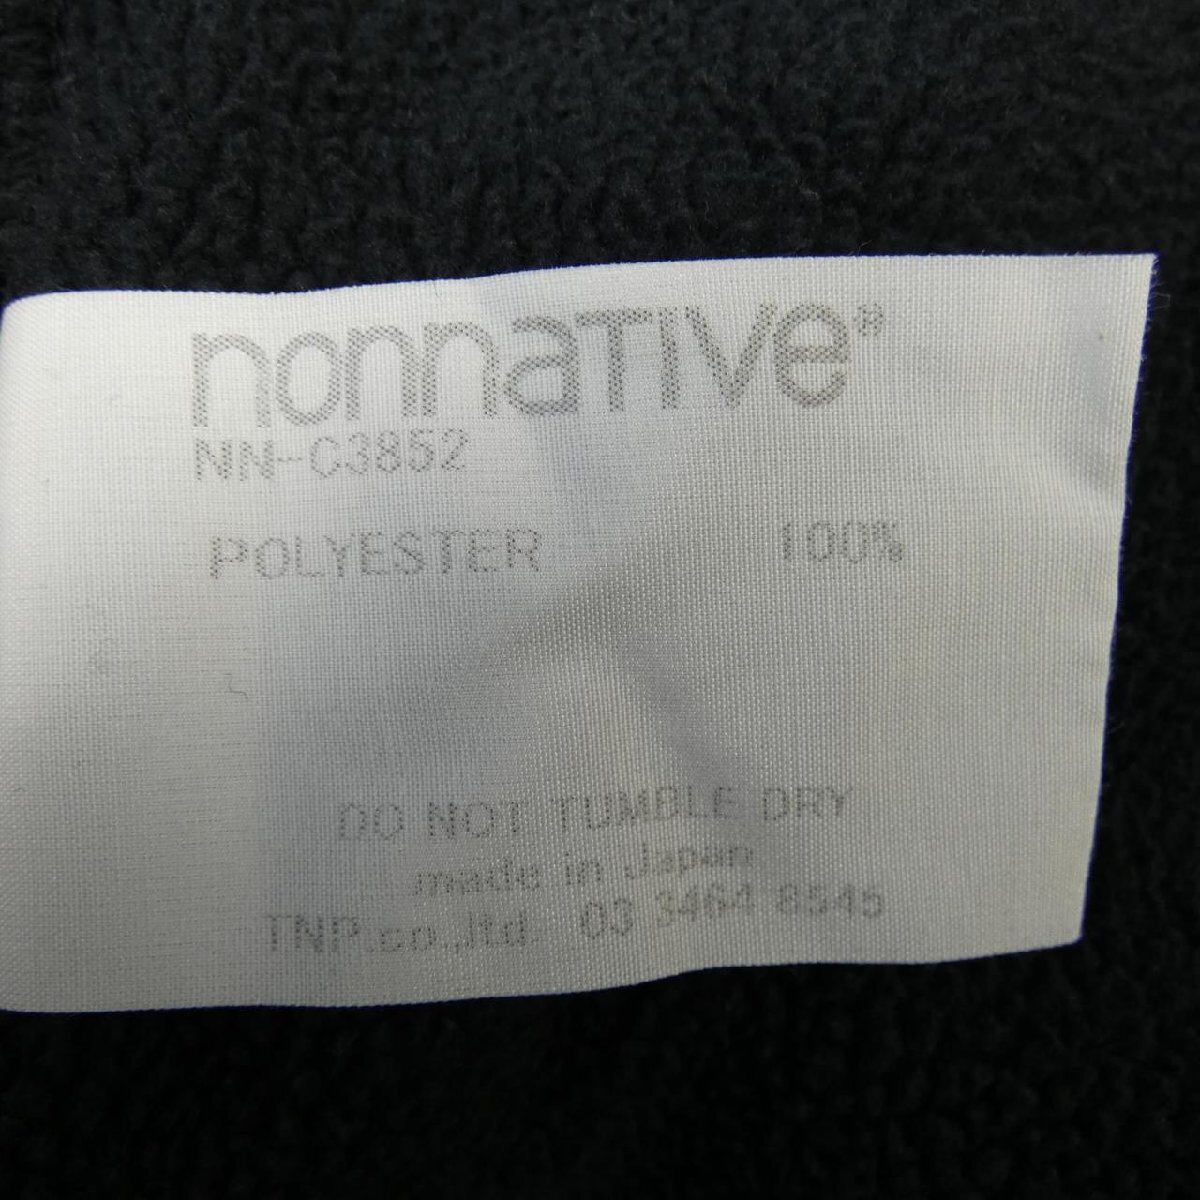 nonnaTIVe®
NN-C3852
POLYESTER 100%
DO NOT TUMBLE DRY
made in Japan
TNP.co.,ltd. 03 3464 8545